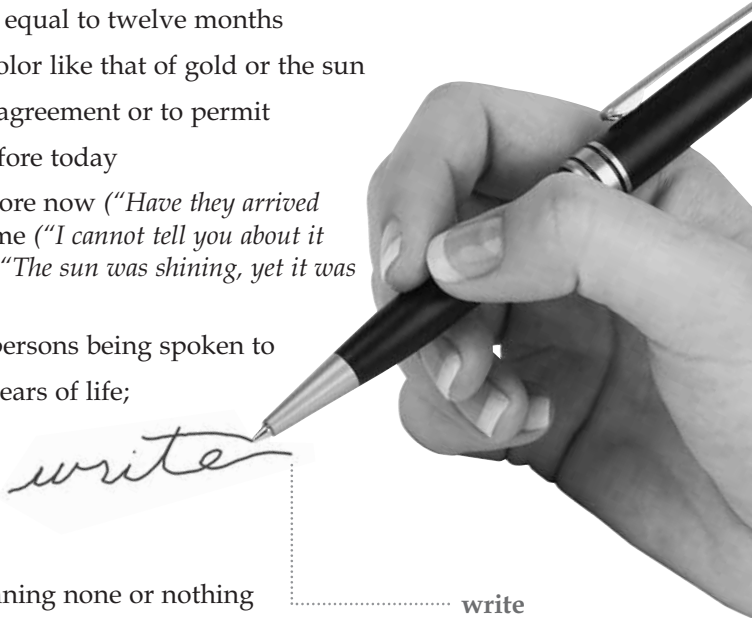 equal to twelve months
olor like that of gold or the sun
agreement or to permit
fore today
ore now (“Have they arrived
me (“I cannot tell you about it
“The sun was shining, yet it was
persons being spoken to
ears of life;
write
ning none or nothing
write